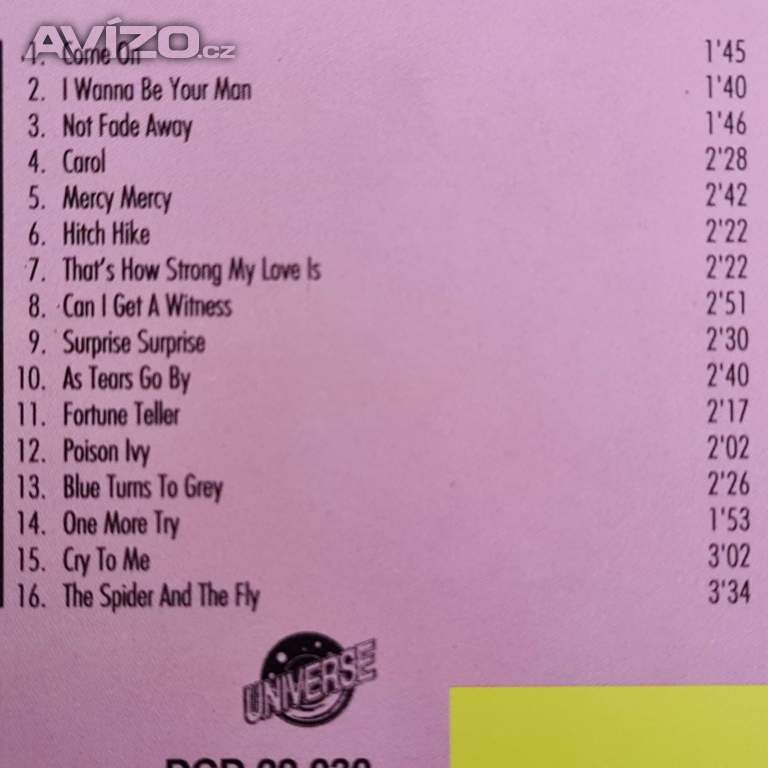 AVÍZO.cz
1. Come On 1'45
2. I Wanna Be Your Man 1'40
3. Not Fade Away 1'46
4. Carol 2'28
5. Mercy Mercy 2'42
6. Hitch Hike 2'22
7. That's How Strong My Love Is 2'22
8. Can I Get A Witness 2'51
9. Surprise Surprise 2'30
10. As Tears Go By 2'40
11. Fortune Teller 2'17
12. Poison Ivy 2'02
13. Blue Turns To Grey 2'26
14. One More Try 1'53
15. Cry To Me 3'02
16. The Spider And The Fly 3'34
UNIVERSE